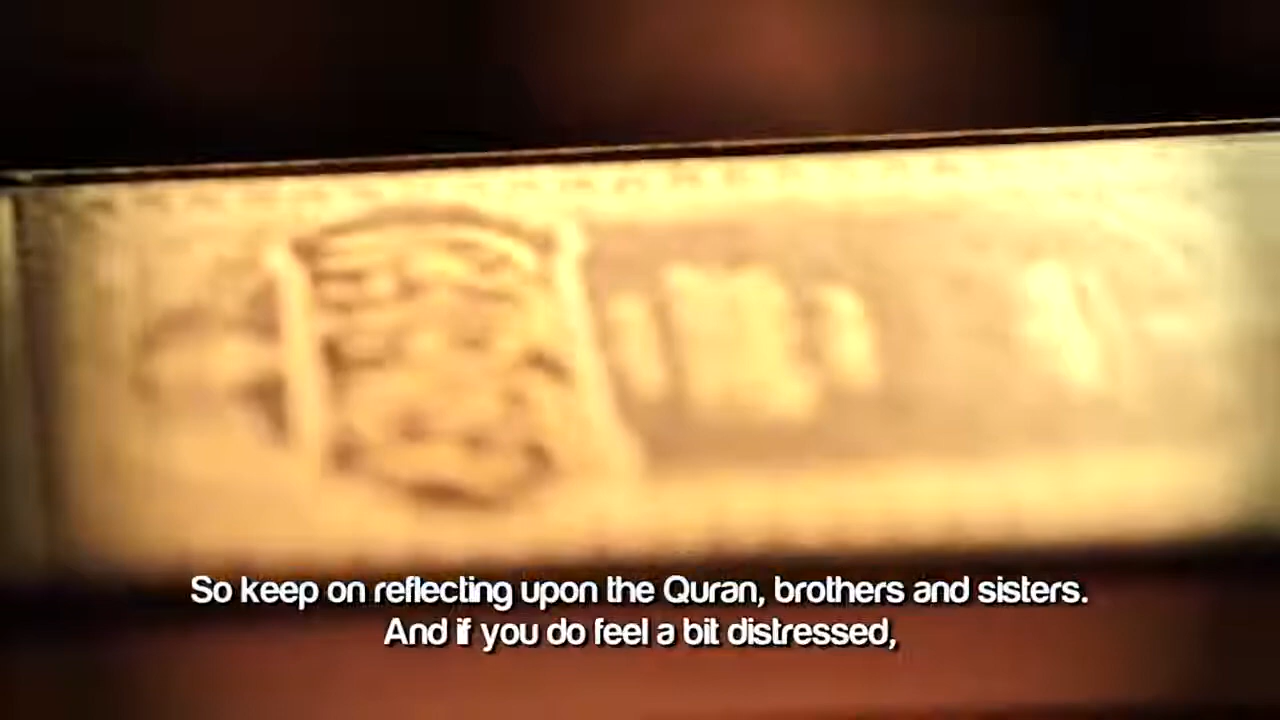 So keep on reflecting upon the Quran, brothers and sisters.
And if you do feel a bit distressed,